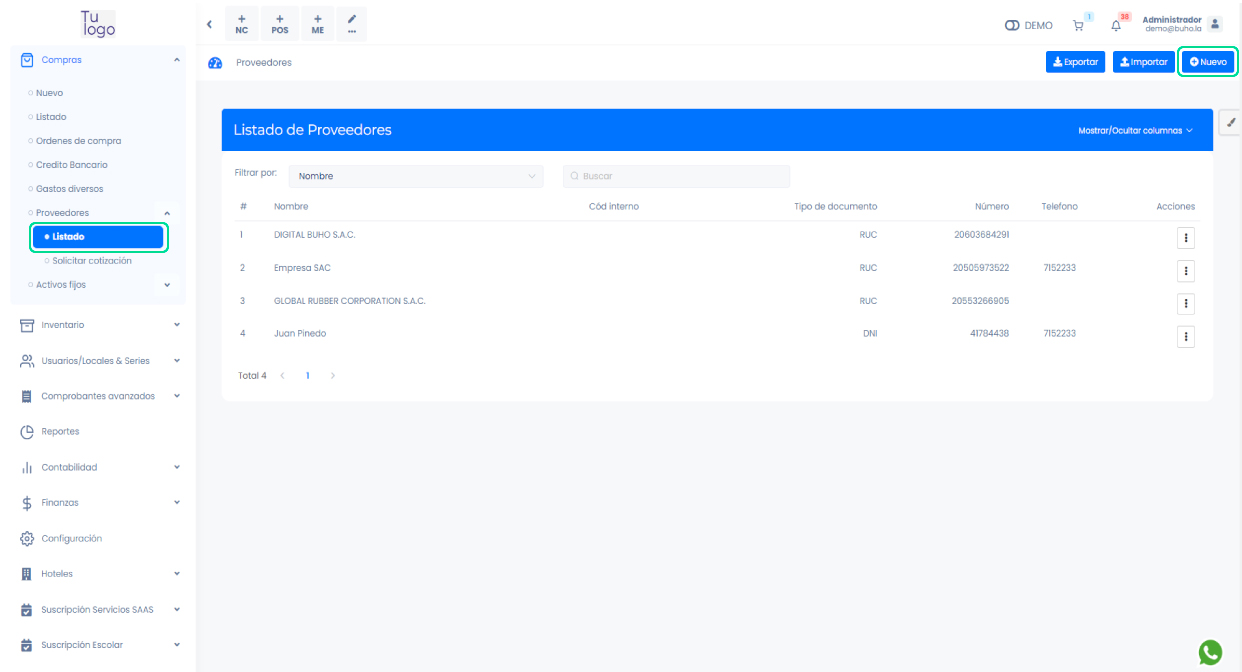 Tu
logo
+ NC
+ POS
+ ME
...
DEMO
1
38
Administrador
demo@buho.la
Compras
Nuevo
Listado
Ordenes de compra
Credito Bancario
Gastos diversos
Proveedores
Listado
Solicitar cotización
Activos fijos
Inventario
Usuarios/Locales & Series
Comprobantes avanzados
Reportes
Contabilidad
Finanzas
Configuración
Hoteles
Suscripción Servicios SAAS
Suscripción Escolar
Proveedores
Exportar
Importar
Nuevo
Listado de Proveedores
Mostrar/Ocultar columnas
Filtrar por: Nombre Buscar
# Nombre Cód interno Tipo de documento Número Telefono Acciones
1 DIGITAL BUHO S.A.C. RUC 20603684291
2 Empresa SAC RUC 20505973522 7152233
3 GLOBAL RUBBER CORPORATION S.A.C. RUC 20553266905
4 Juan Pinedo DNI 41784438 7152233
Total 4 < 1 >